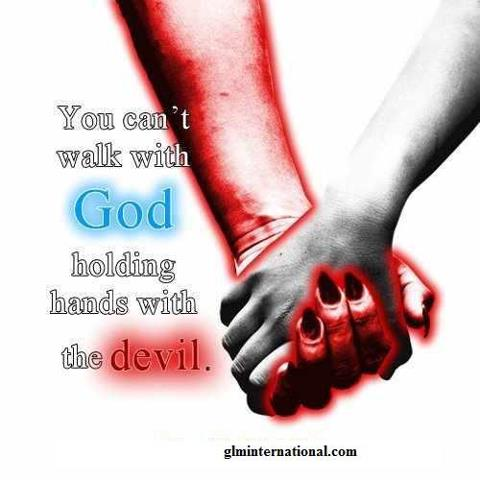 You can't
walk with
God
holding
hands with
the devil.
glminternational.com